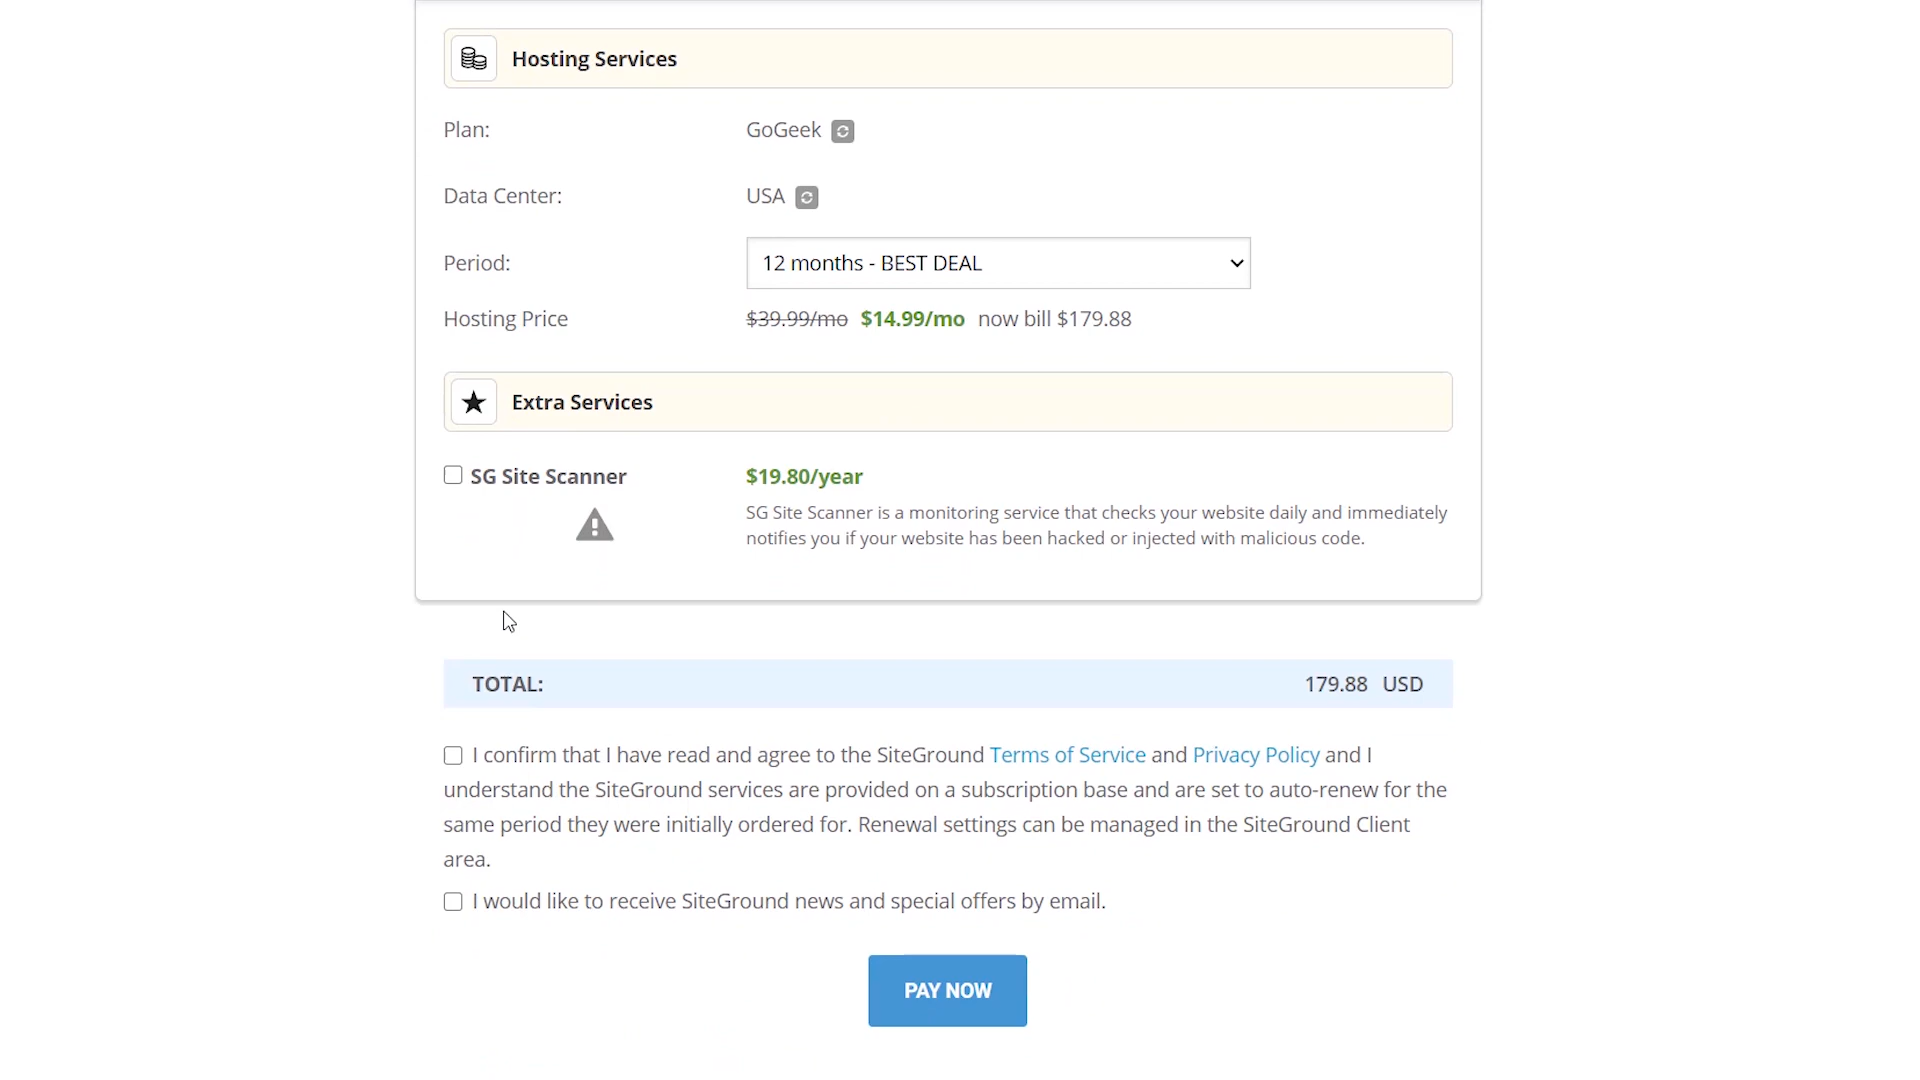 Hosting Services
Plan:
GoGeek
Data Center:
USA
Period:
12 months - BEST DEAL
Hosting Price
$39.99/mo $14.99/mo now bill $179.88
Extra Services
SG Site Scanner
$19.80/year
SG Site Scanner is a monitoring service that checks your website daily and immediately
notifies you if your website has been hacked or injected with malicious code.
TOTAL:
179.88 USD
I confirm that I have read and agree to the SiteGround Terms of Service and Privacy Policy and I
understand the SiteGround services are provided on a subscription base and are set to auto-renew for the
same period they were initially ordered for. Renewal settings can be managed in the SiteGround Client
area.
I would like to receive SiteGround news and special offers by email.
PAY NOW